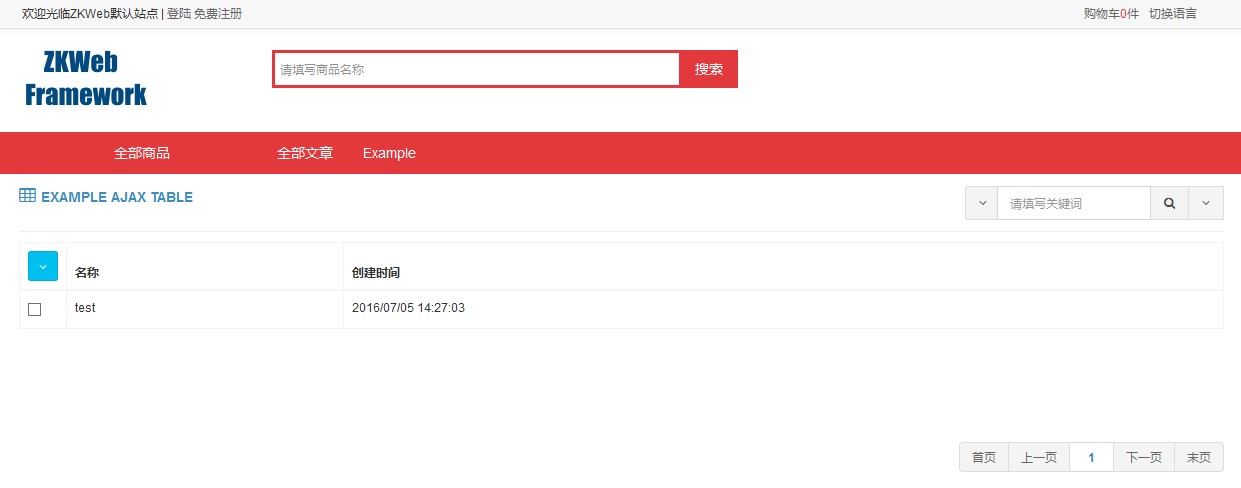 欢迎光临ZKWeb默认站点 | 登陆 免费注册 购物车0件 切换语言
ZKWeb
Framework
请填写商品名称 搜索
全部商品 全部文章 Example
EXAMPLE AJAX TABLE 请填写关键词
名称 创建时间
test 2016/07/05 14:27:03
首页 上一页 1 下一页 末页